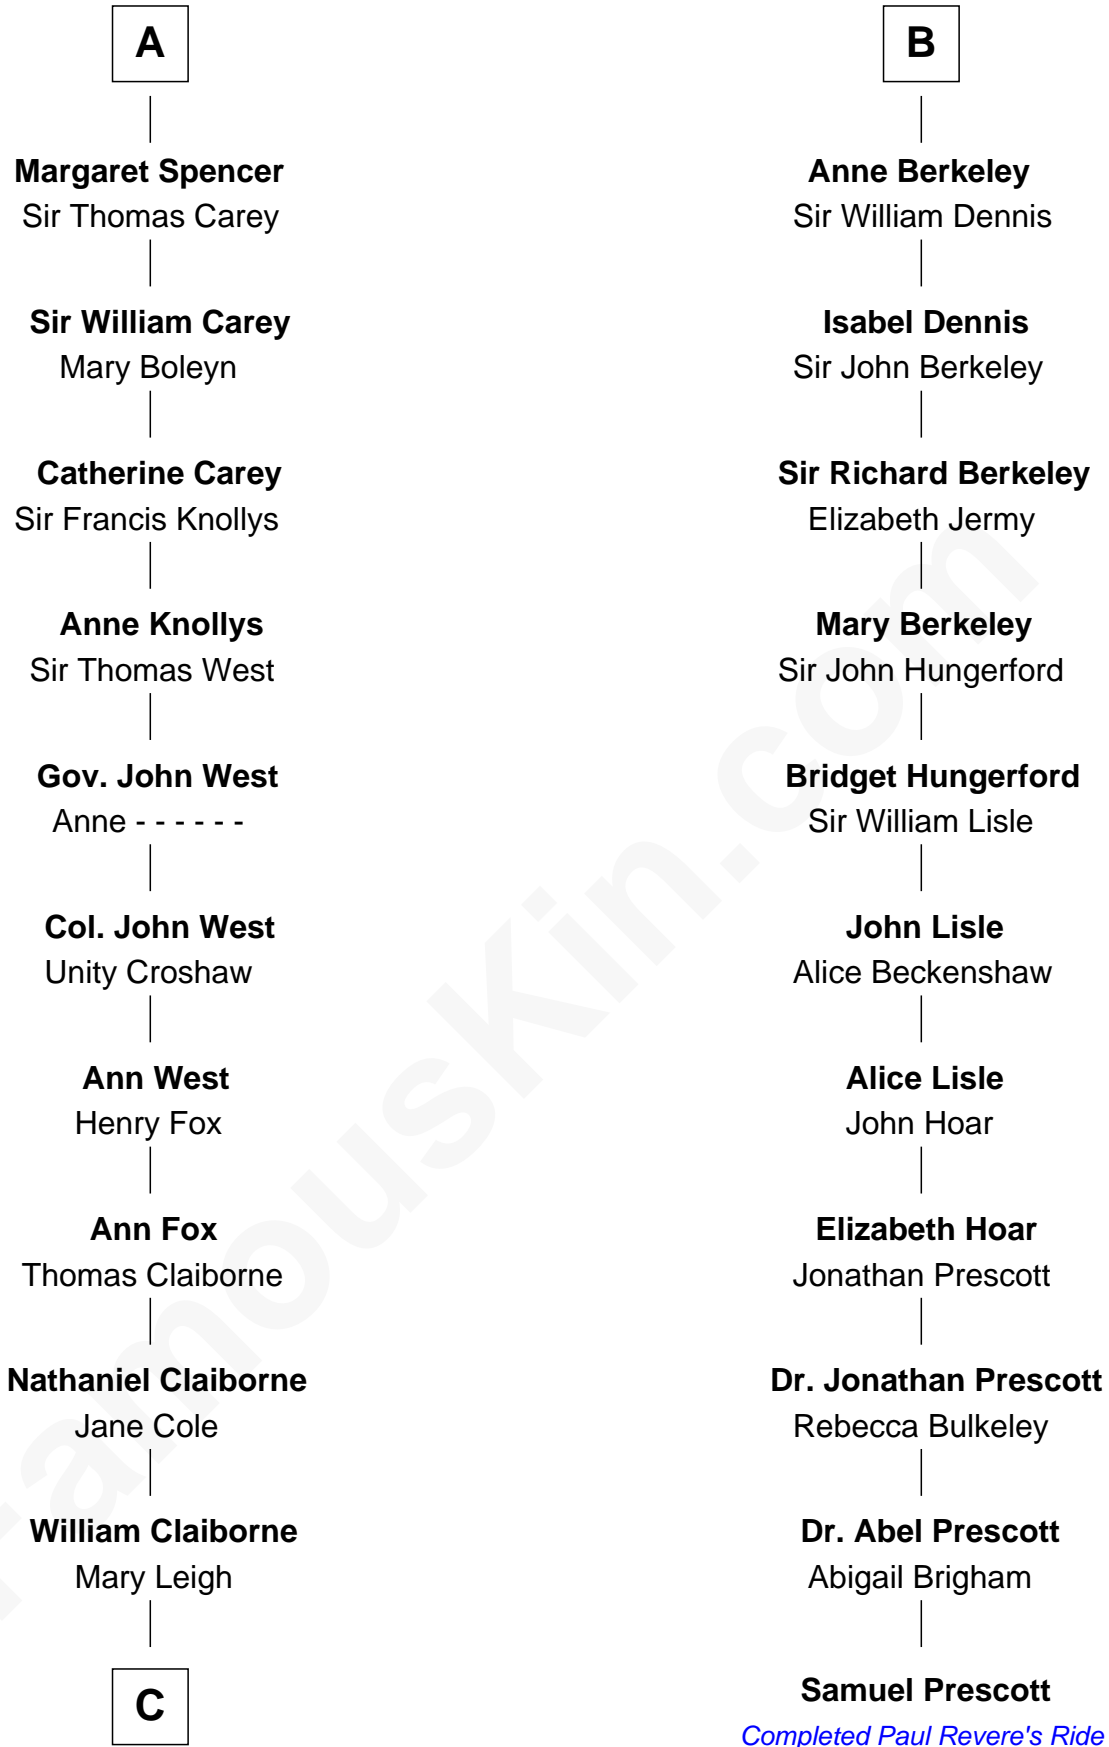 A
Margaret Spencer
Sir Thomas Carey
Sir William Carey
Mary Boleyn
Catherine Carey
Sir Francis Knollys
Anne Knollys
Sir Thomas West
Gov. John West
Anne - - - - - -
Col. John West
Unity Croshaw
Ann West
Henry Fox
Ann Fox
Thomas Claiborne
Nathaniel Claiborne
Jane Cole
William Claiborne
Mary Leigh
C
B
Anne Berkeley
Sir William Dennis
Isabel Dennis
Sir John Berkeley
Sir Richard Berkeley
Elizabeth Jermy
Mary Berkeley
Sir John Hungerford
Bridget Hungerford
Sir William Lisle
John Lisle
Alice Beckenshaw
Alice Lisle
John Hoar
Elizabeth Hoar
Jonathan Prescott
Dr. Jonathan Prescott
Rebecca Bulkeley
Dr. Abel Prescott
Abigail Brigham
Samuel Prescott
Completed Paul Revere's Ride
FamousKin.com